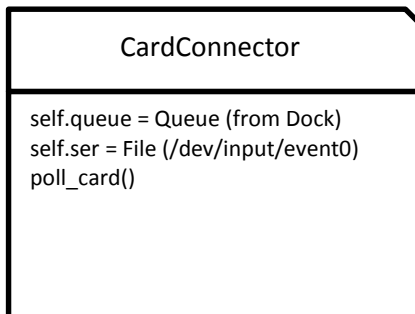 CardConnector
self.queue = Queue (from Dock)
self.ser = File (/dev/input/event0)
poll_card()